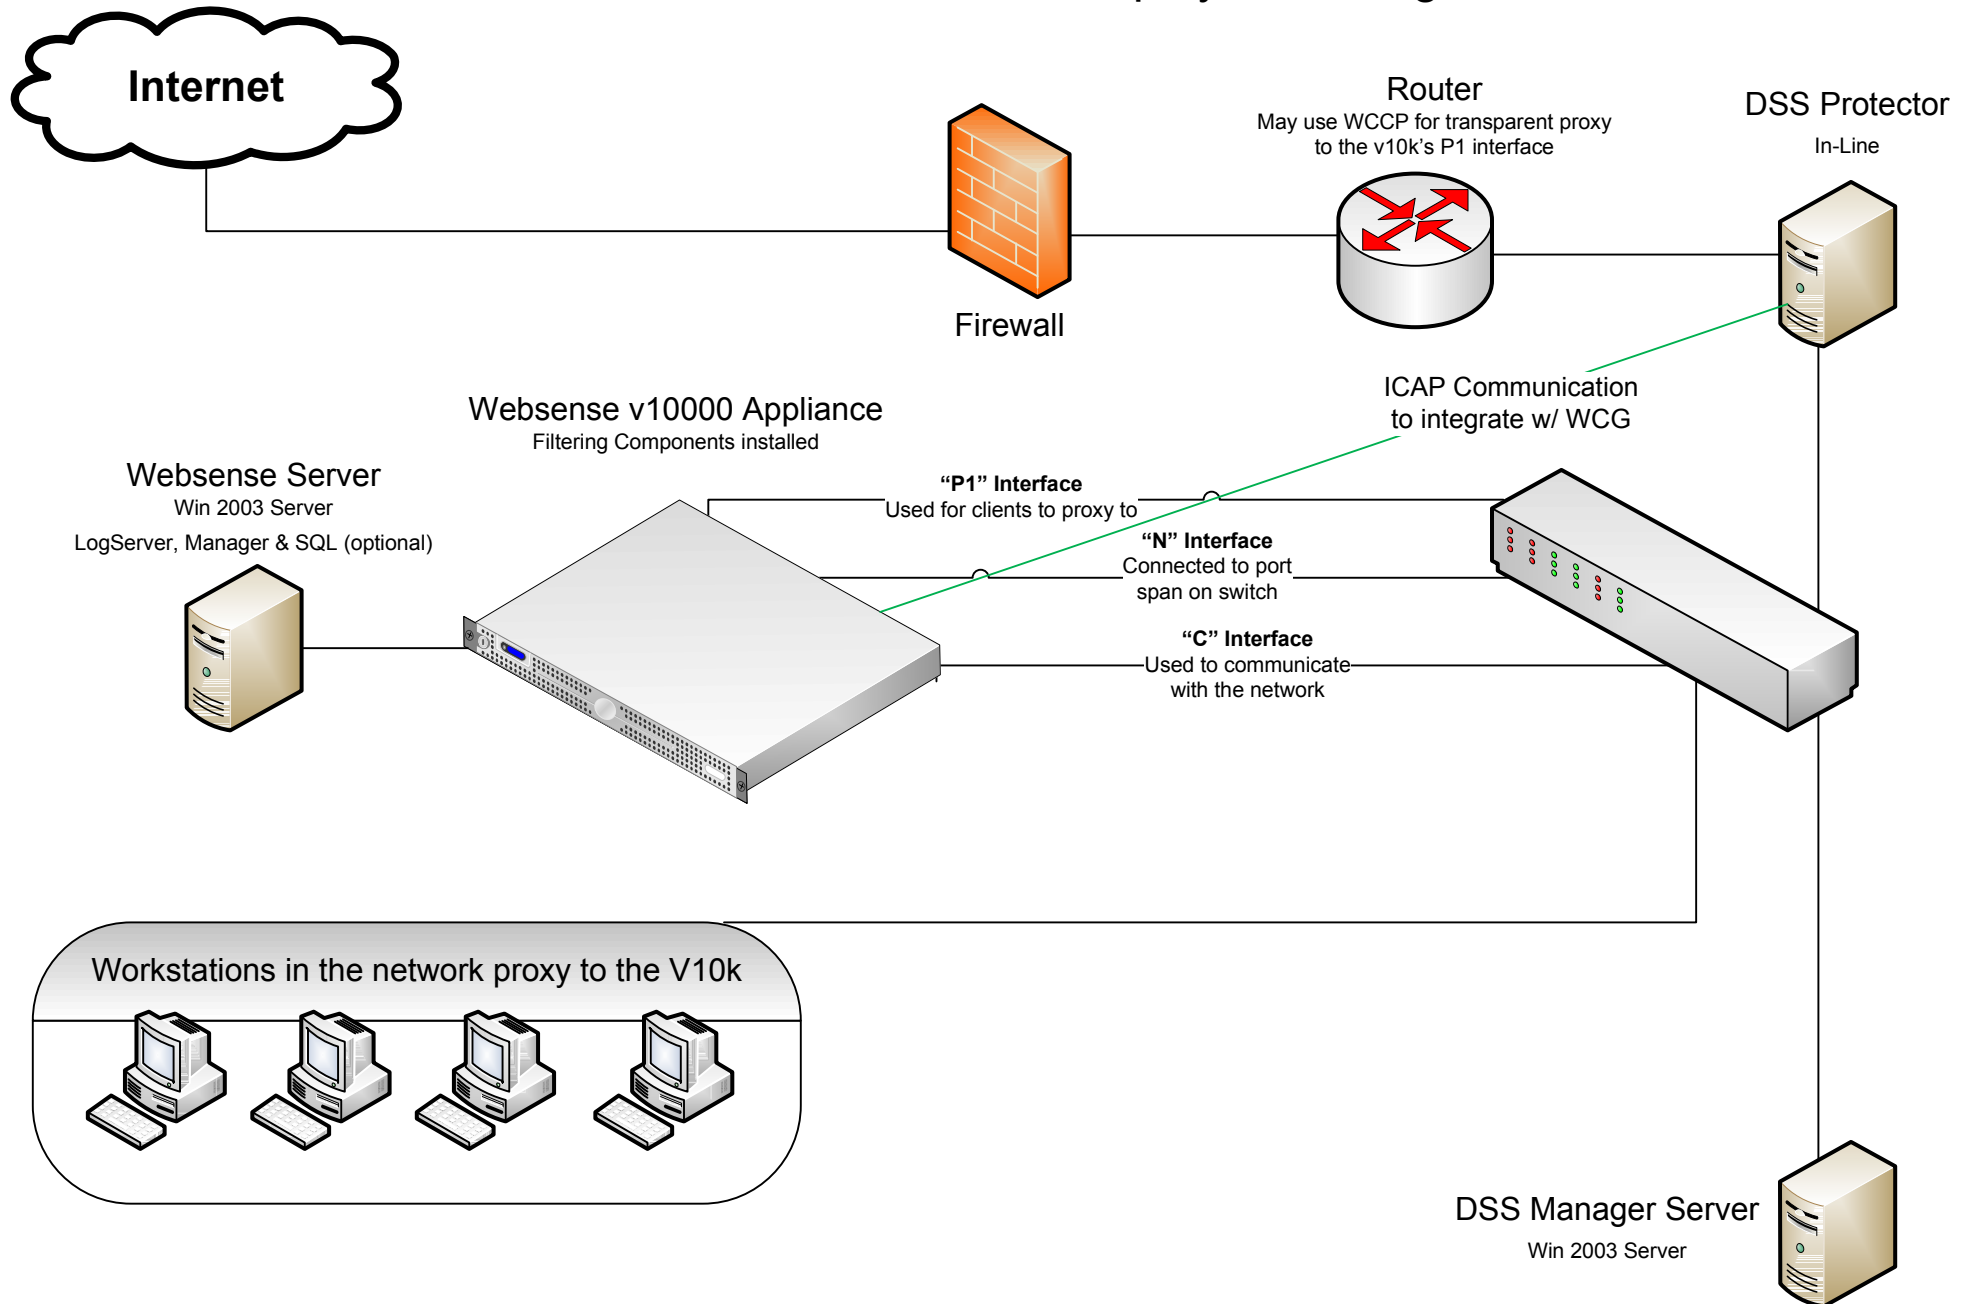 Internet
Router
May use WCCP for transparent proxy
to the v10k's P1 interface
DSS Protector
In-Line
Firewall
ICAP Communication
to integrate w/ WCG
Websense v10000 Appliance
Filtering Components installed
Websense Server
Win 2003 Server
LogServer, Manager & SQL (optional)
“P1” Interface
Used for clients to proxy to
“N” Interface
Connected to port
span on switch
“C” Interface
Used to communicate
with the network
Workstations in the network proxy to the V10k
DSS Manager Server
Win 2003 Server